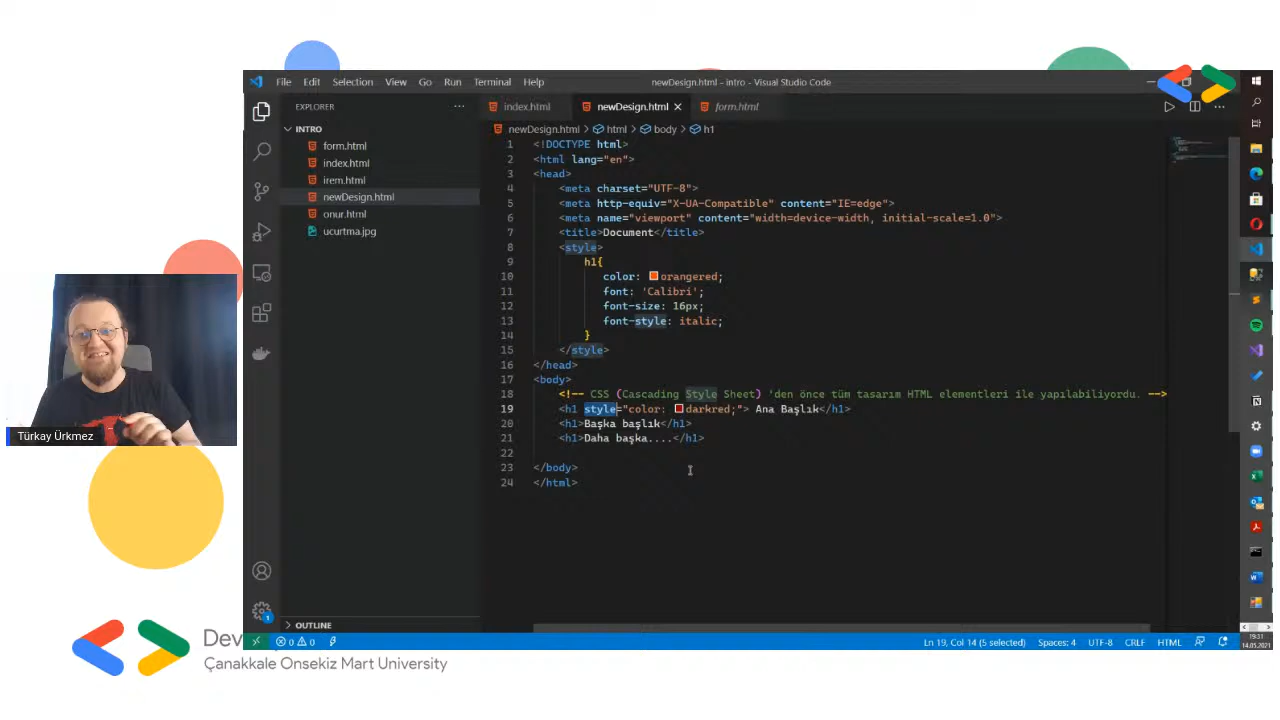 File Edit Selection View Go Run Terminal Help
newDesign.html - intro - Visual Studio Code
EXPLORER
INTRO
form.html
index.html
irem.html
newDesign.html
onur.html
ucurtma.jpg
OUTLINE
index.html newDesign.html form.html
newDesign.html > html > body > h1
1 <!DOCTYPE html>
2 <html lang="en">
3 <head>
4 <meta charset="UTF-8">
5 <meta http-equiv="X-UA-Compatible" content="IE=edge">
6 <meta name="viewport" content="width=device-width, initial-scale=1.0">
7 <title>Document</title>
8 <style>
9 h1{
10 color: orangered;
11 font: 'Calibri';
12 font-size: 16px;
13 font-style: italic;
14 }
15 </style>
16 </head>
17 <body>
18 <!-- CSS (Cascading Style Sheet) 'den önce tüm tasarım HTML elementleri ile yapılabiliyordu. -->
19 <h1 style="color: darkred;"> Ana Başlık</h1>
20 <h1>Başka başlık</h1>
21 <h1>Daha başka....</h1>
22
23 </body>
24 </html>
Türkay Ürkmez
0 0
Ln 19, Col 14 (5 selected) Spaces: 4 UTF-8 CRLF HTML
1
19:31
14.05.2021
Dev
Çanakkale Onsekiz Mart University